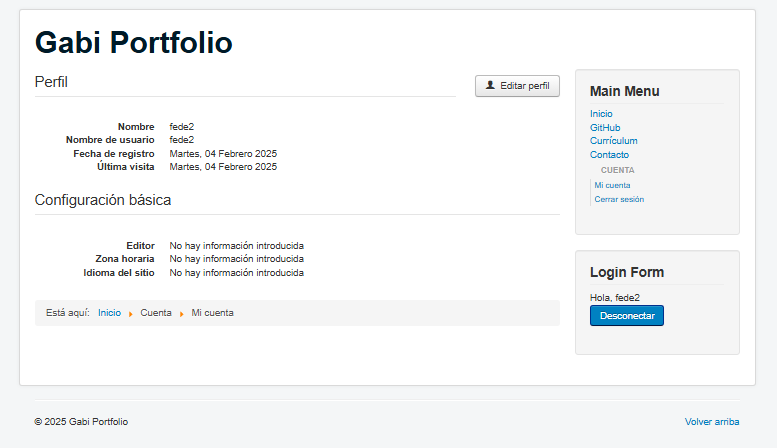 Gabi Portfolio
Perfil
Editar perfil
Nombre fede2
Nombre de usuario fede2
Fecha de registro Martes, 04 Febrero 2025
Última visita Martes, 04 Febrero 2025
Configuración básica
Editor No hay información introducida
Zona horaria No hay información introducida
Idioma del sitio No hay información introducida
Está aquí: Inicio Cuenta Mi cuenta
Main Menu
Inicio
GitHub
Currículum
Contacto
CUENTA
Mi cuenta
Cerrar sesión
Login Form
Hola, fede2
Desconectar
© 2025 Gabi Portfolio
Volver arriba